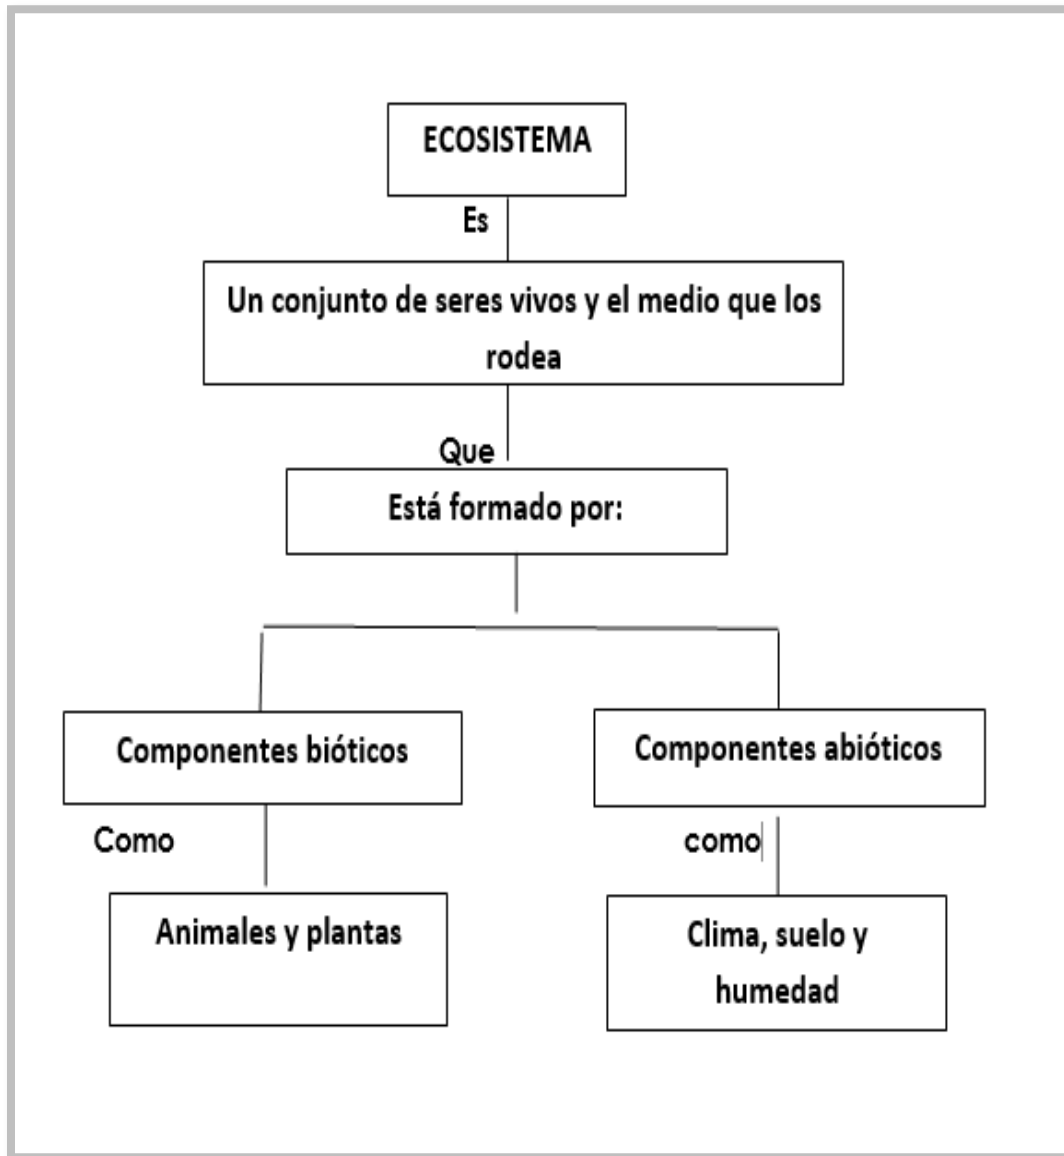 ECOSISTEMA
Es
Un conjunto de seres vivos y el medio que los
rodea
Que
Está formado por:
Componentes bióticos
Componentes abióticos
Como
como
Animales y plantas
Clima, suelo y
humedad